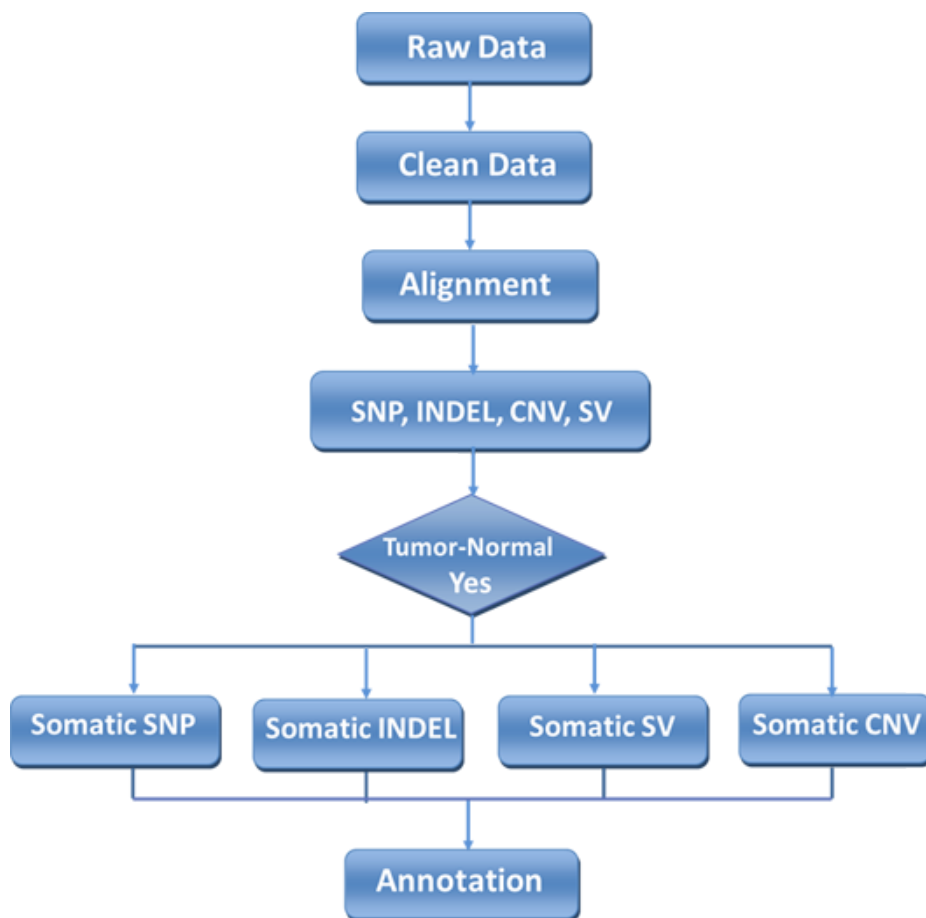 Raw Data
Clean Data
Alignment
SNP, INDEL, CNV, SV
Tumor-Normal
Yes
Somatic SNP
Somatic INDEL
Somatic SV
Somatic CNV
Annotation